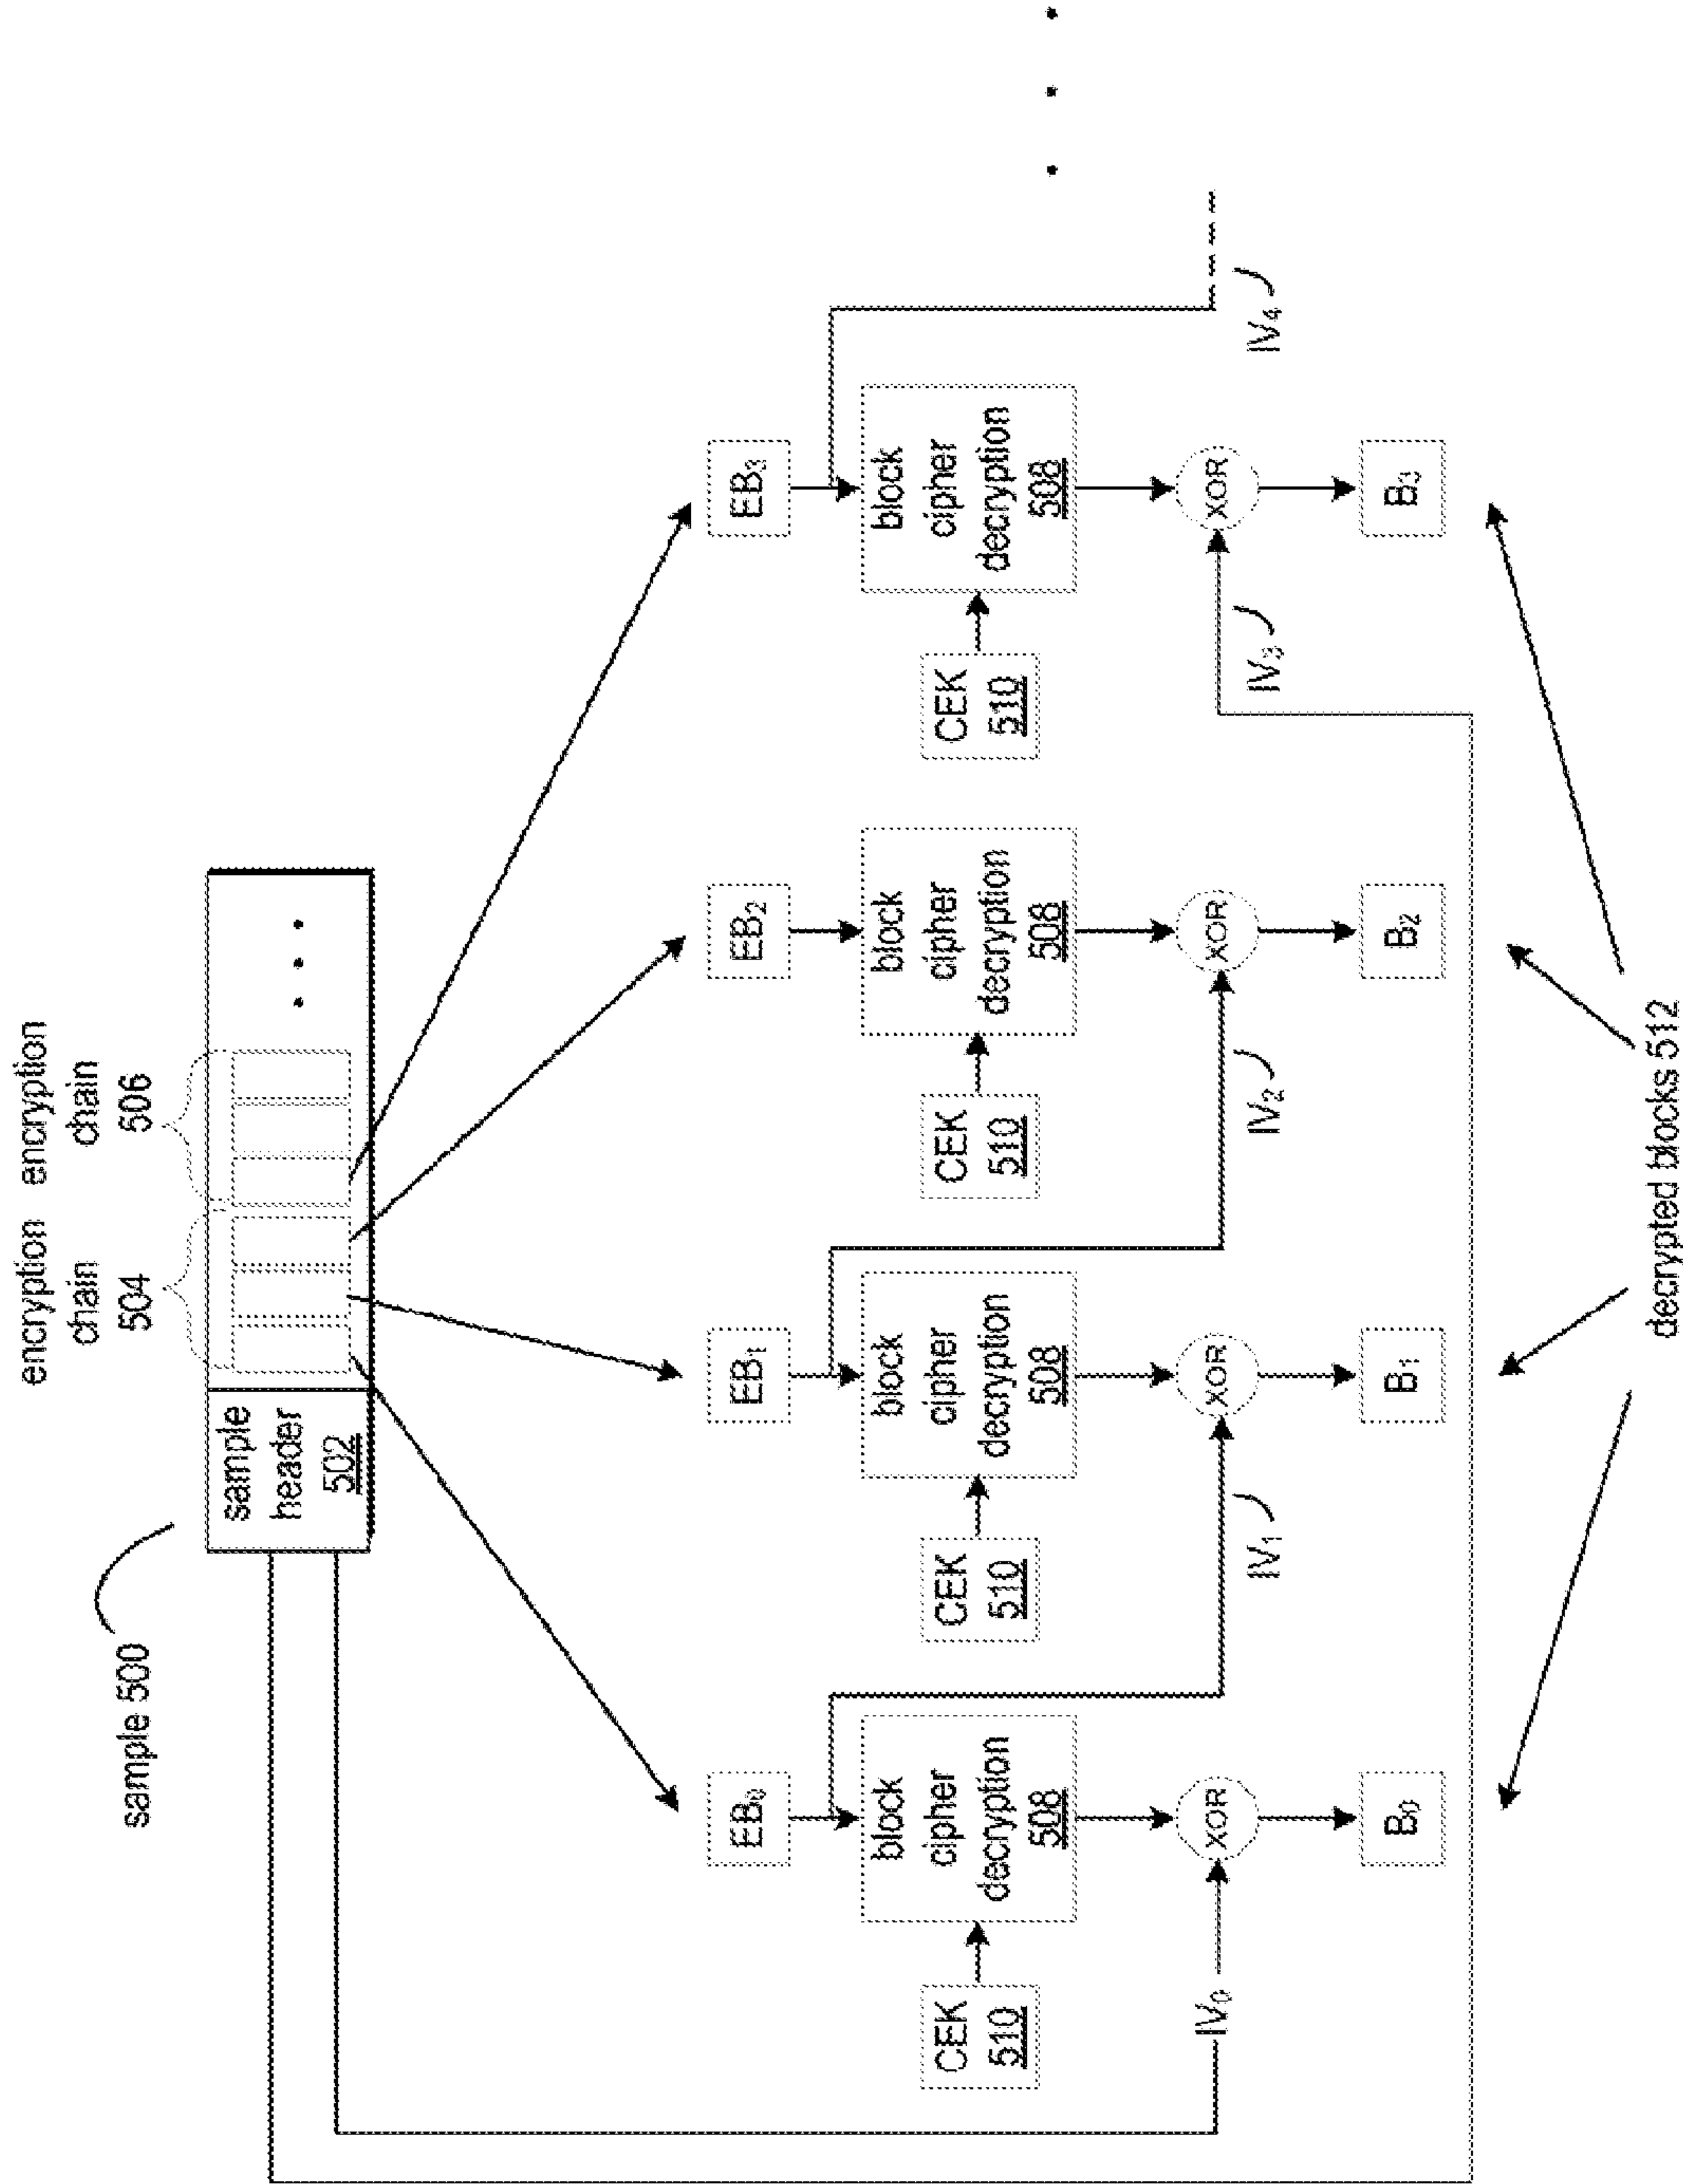 sample 500
encryption
chain
504
encryption
chain
506
sample
header
502
EB₀
EB₁
EB₂
EB₃
CEK
510
block
cipher
decryption
508
CEK
510
block
cipher
decryption
508
CEK
510
block
cipher
decryption
508
CEK
510
block
cipher
decryption
508
IV₀
XOR
IV₁
XOR
IV₂
XOR
IV₃
XOR
IV₄
B₀
B₁
B₂
B₃
decrypted blocks 512